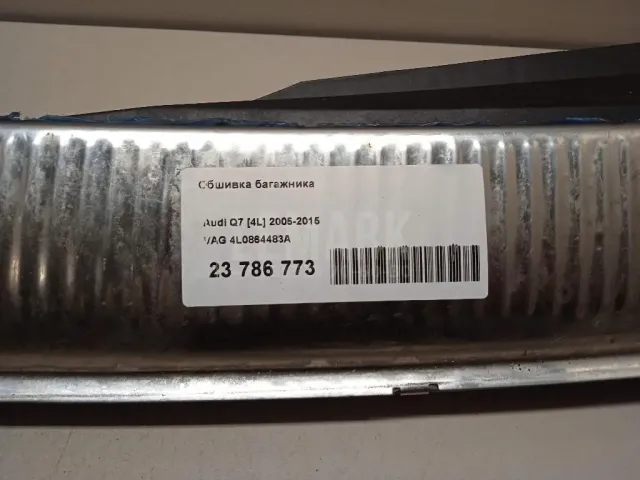 Обшивка багажника
Audi Q7 [4L] 2005-2015
VAG 4L0864483A
23 786 773